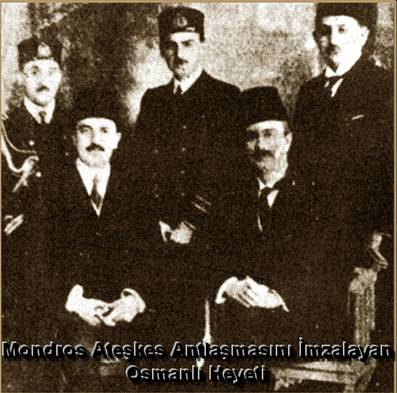 Mondros Ateşkes Antlaşmasını İmzalayan
Osmanlı Heyeti